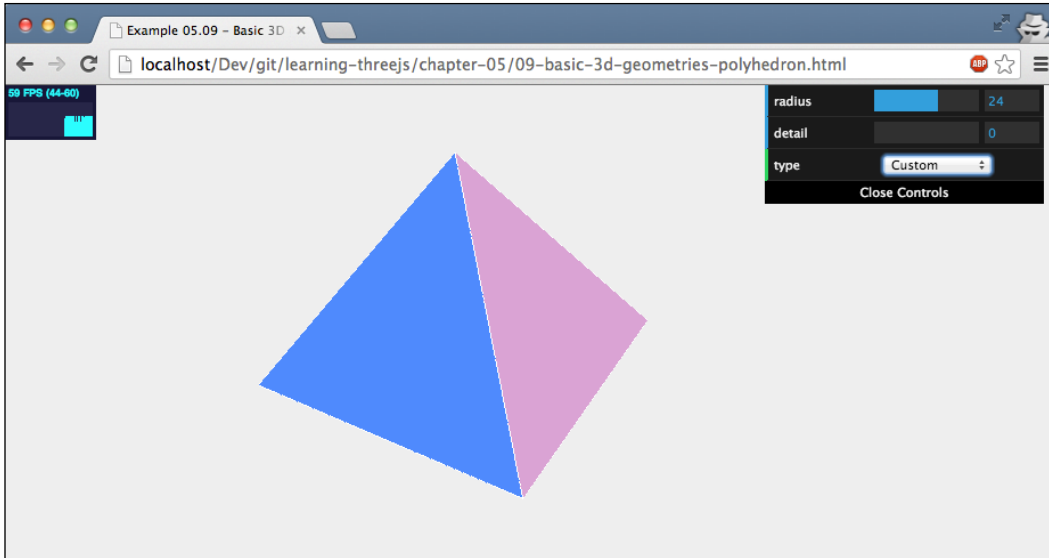 Example 05.09 – Basic 3D
localhost/Dev/git/learning-threejs/chapter-05/09-basic-3d-geometries-polyhedron.html
ABP
59 FPS (44-60)
radius 24
detail 0
type Custom
Close Controls